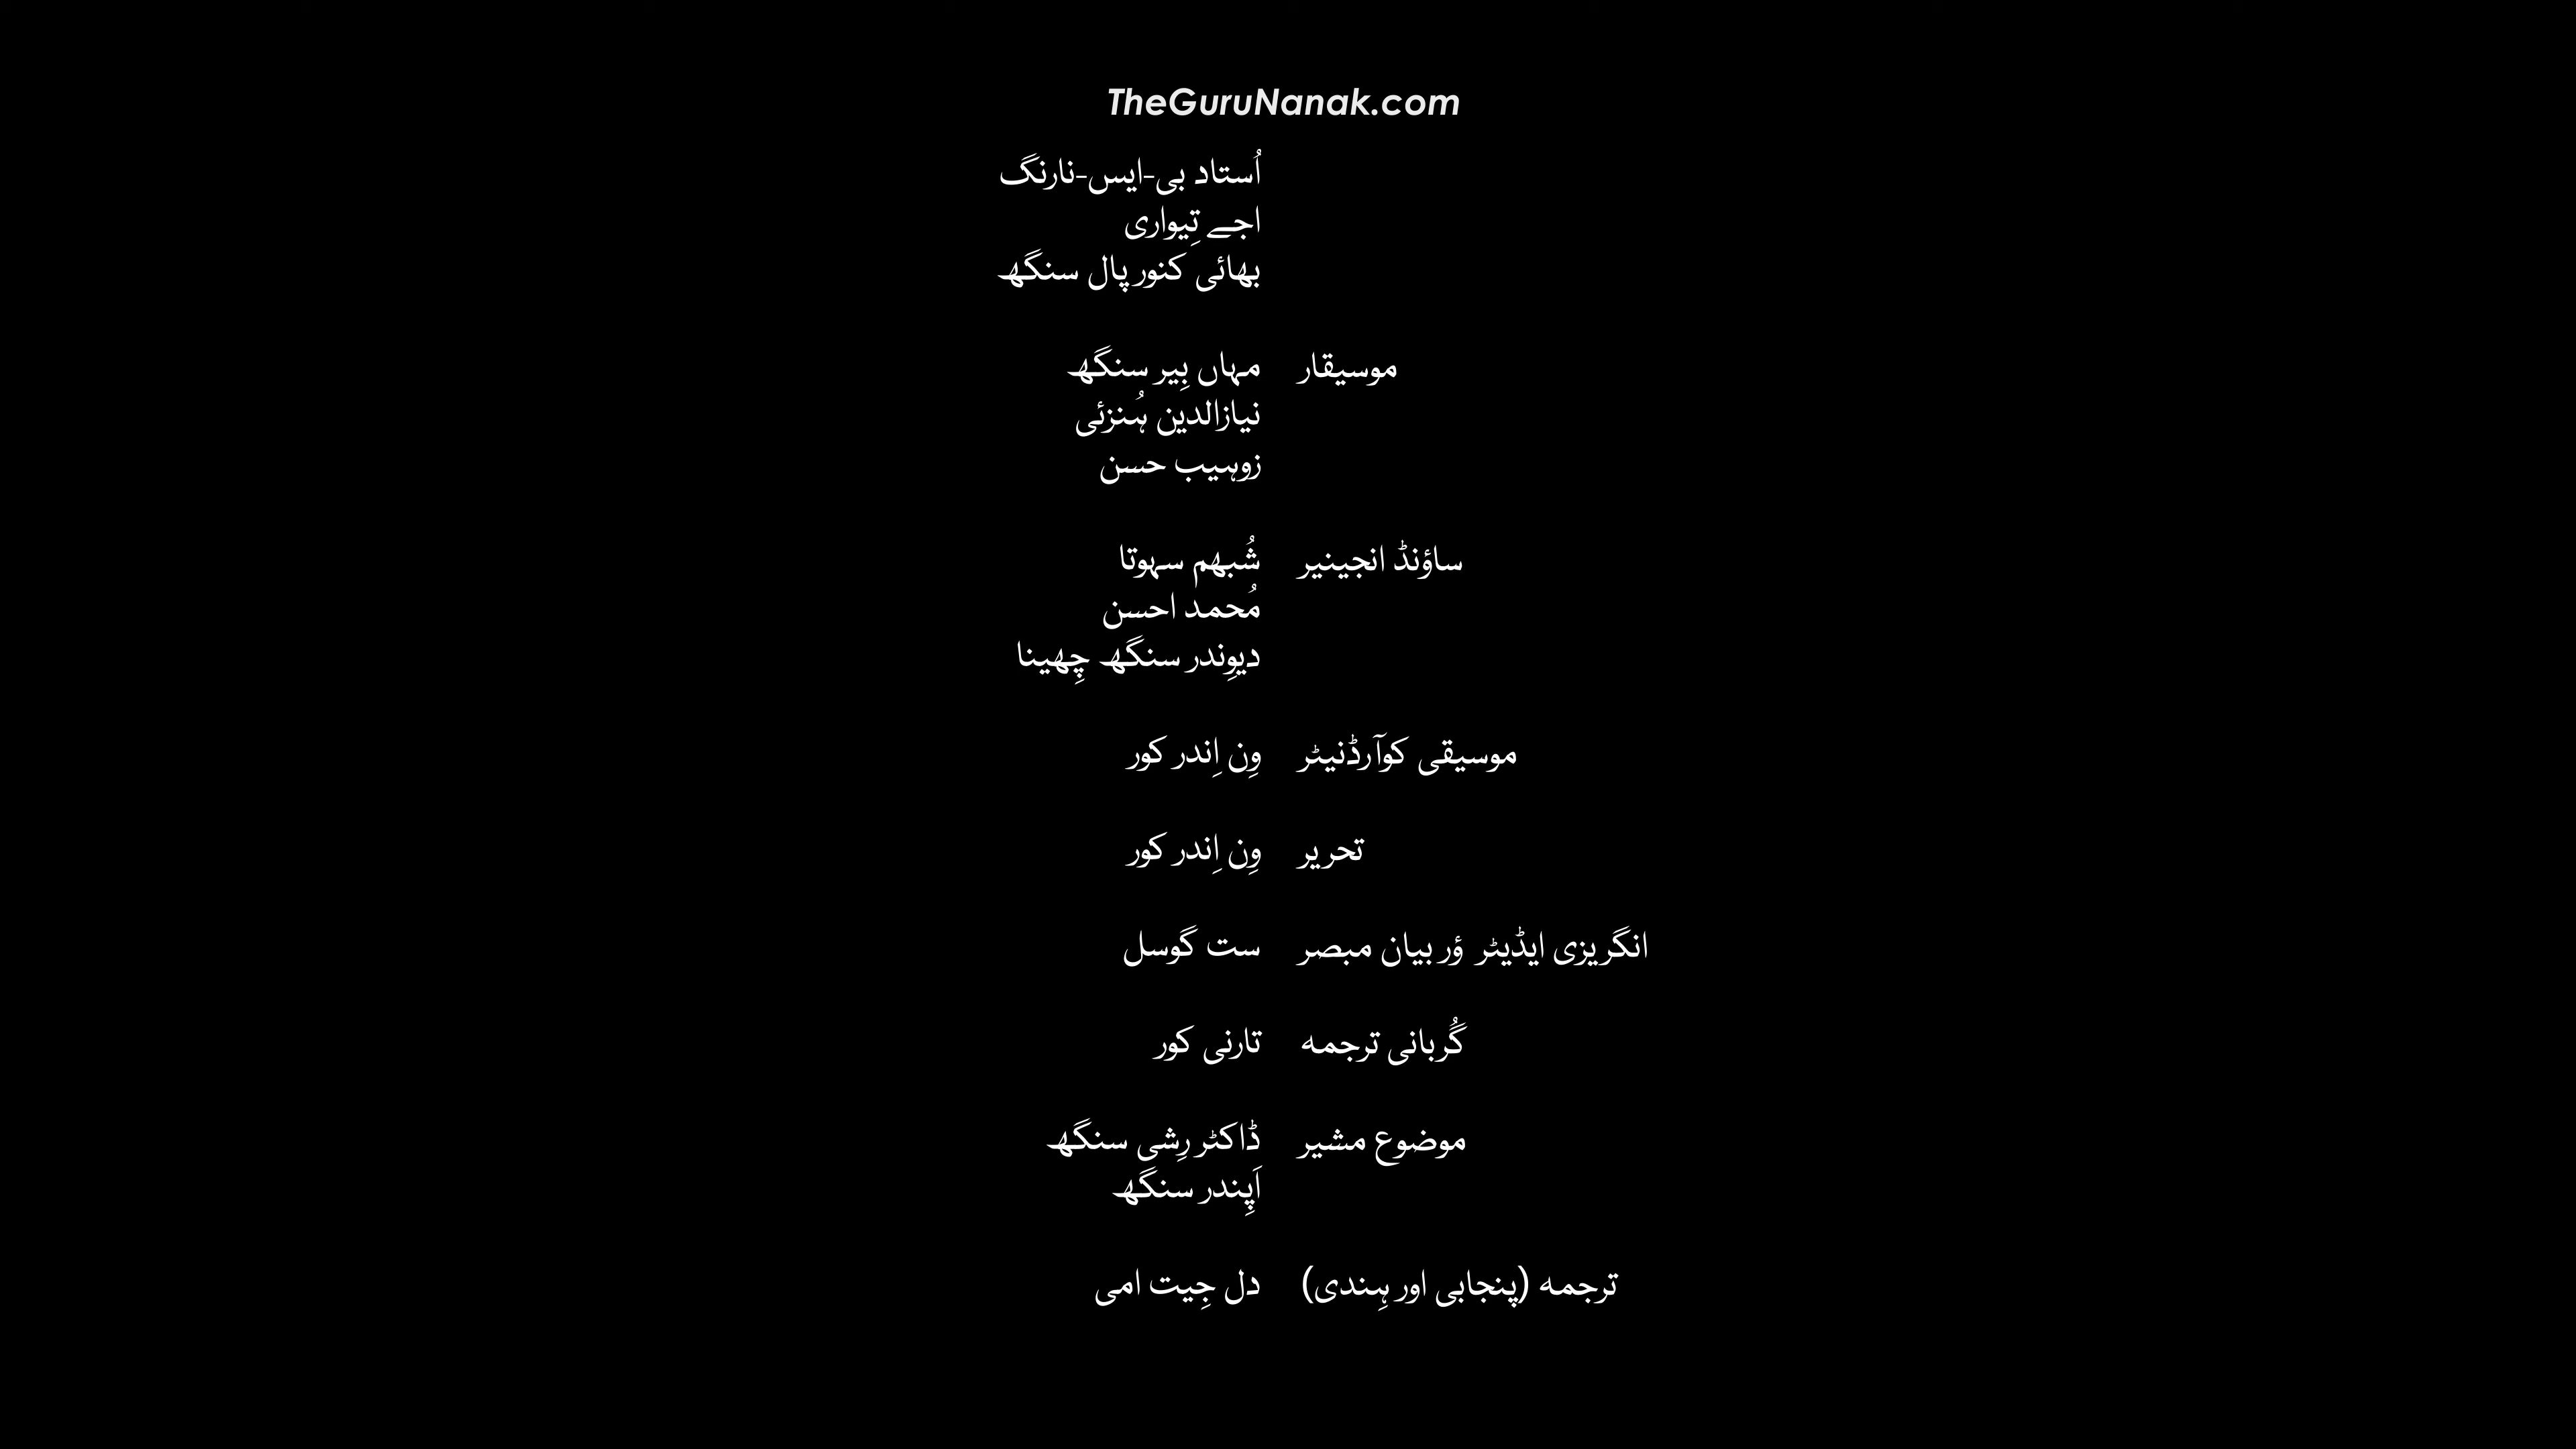 TheGuruNanak.com
اُستاد بی-ایس-نارنگ
اجے تِیواری
بھائی کنورپال سنگھ
موسیقار مہاں بِیر سنگھ
نیازالدین ہُنزئی
زوہیب حسن
ساؤنڈ انجینیر شُبھم سہوتا
مُحمد احسن
دیوِندر سنگھ چِھینا
موسیقی کوآرڈنیٹر وِن اِندر کور
تحریر وِن اِندر کور
انگریزی ایڈیٹر ؤر بیان مبصر ست گوسل
گُربانی ترجمہ تارنی کور
موضوع مشیر ڈاکٹر رِشی سنگھ
اَپِندر سنگھ
ترجمہ (پنجابی اور ہِندی) دل جِیت امی